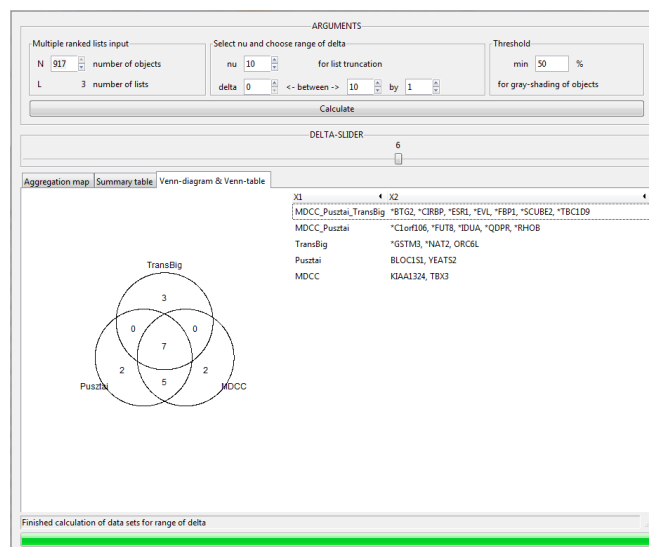 ARGUMENTS
Multiple ranked lists input
N 917 number of objects
L 3 number of lists
Select nu and choose range of delta
nu 10 for list truncation
delta 0 <- between -> 10 by 1
Threshold
min 50 %
for gray-shading of objects
Calculate
DELTA-SLIDER
6
Aggregation map Summary table Venn-diagram & Venn-table
X1 X2
MDCC_Pusztai_TransBig *BTG2, *CIRBP, *ESR1, *EVL, *FBP1, *SCUBE2, *TBC1D9
MDCC_Pusztai *C1orf106, *FUT8, *IDUA, *QDPR, *RHOB
TransBig *GSTM3, *NAT2, ORC6L
Pusztai BLOC1S1, YEATS2
MDCC KIAA1324, TBX3
TransBig
3
0 0
7
2 2
5
Pusztai MDCC
Finished calculation of data sets for range of delta